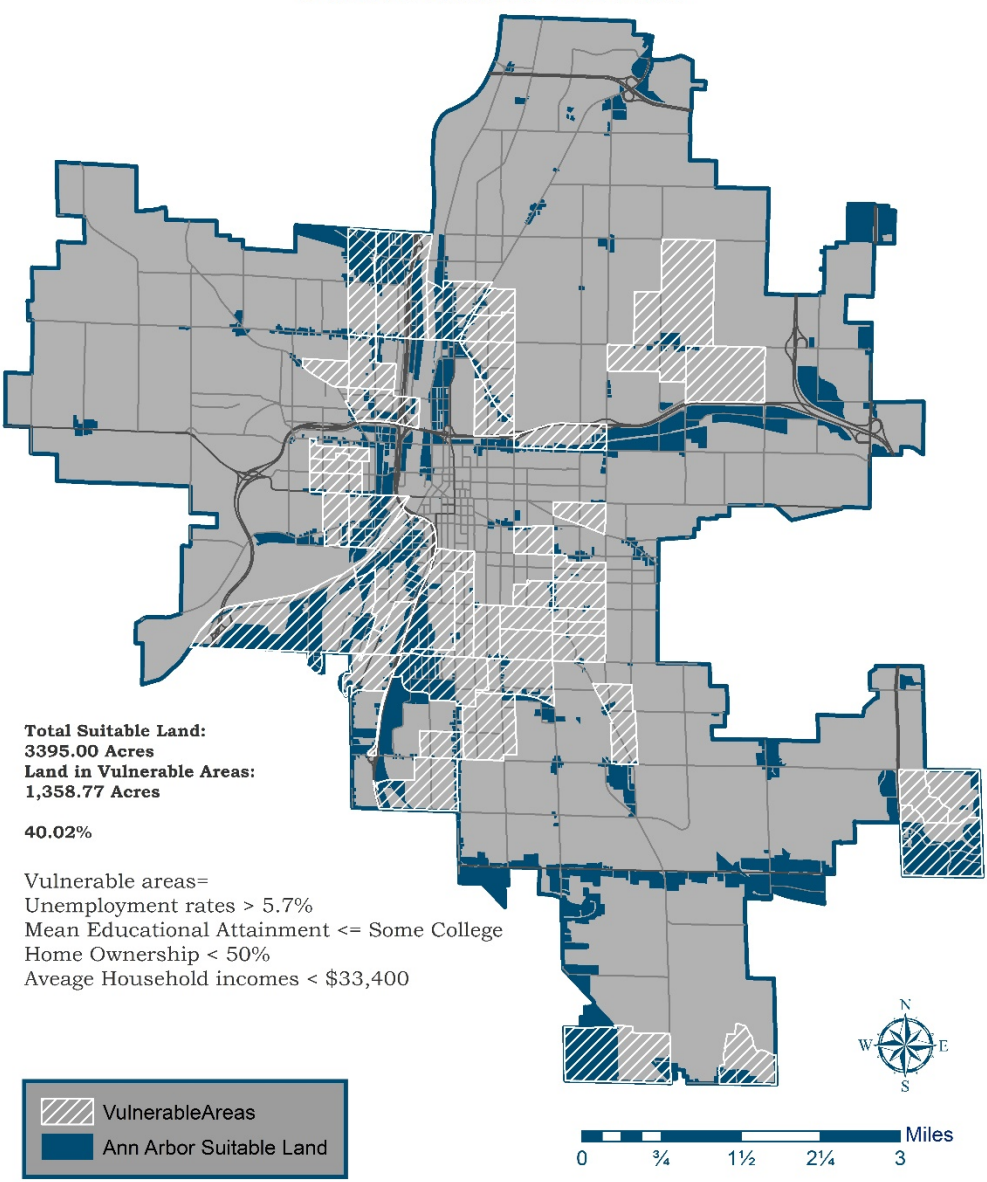 Total Suitable Land:
3395.00 Acres
Land in Vulnerable Areas:
1,358.77 Acres
40.02%
Vulnerable areas=
Unemployment rates > 5.7%
Mean Educational Attainment <= Some College
Home Ownership < 50%
Aveage Household incomes < $33,400
N
W E
S
VulnerableAreas
Ann Arbor Suitable Land
Miles
0 ¾ 1½ 2¼ 3